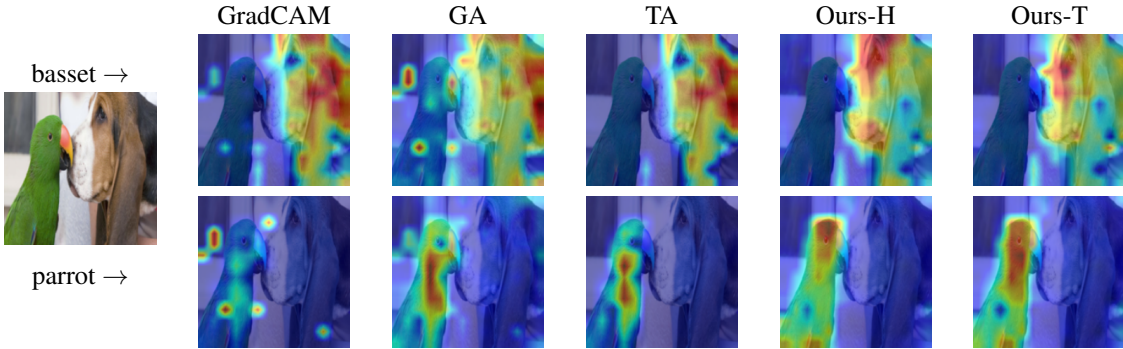 GradCAM GA TA Ours-H Ours-T
basset →
parrot →